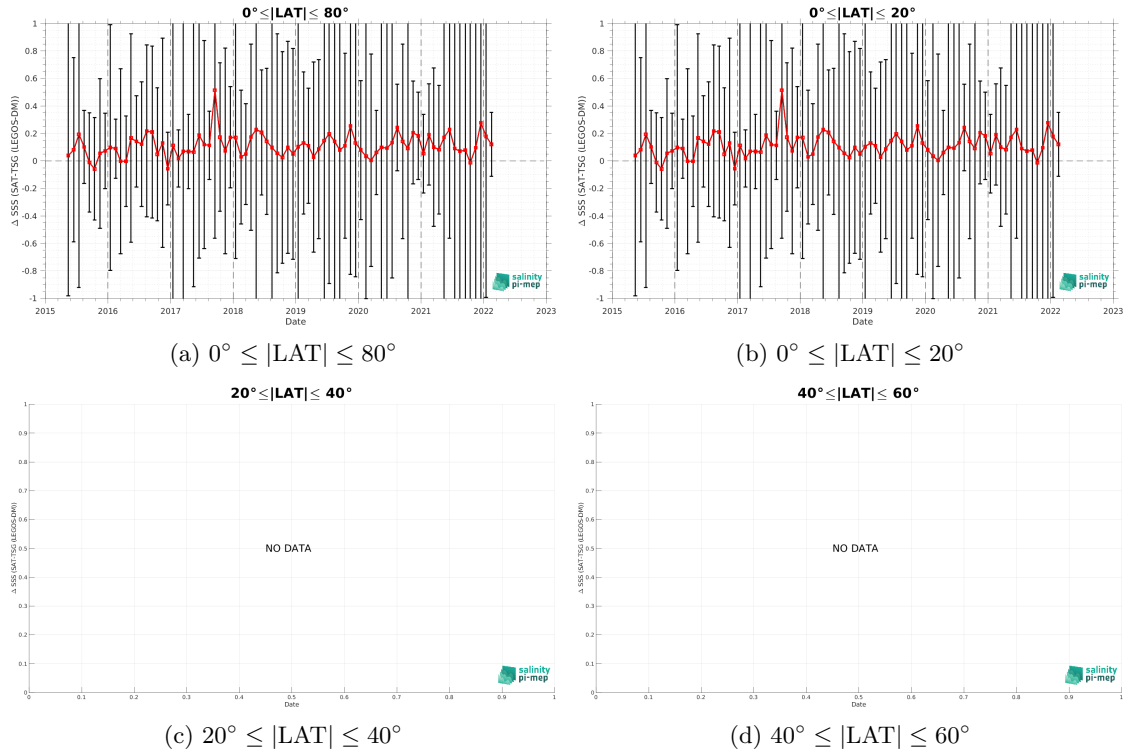 0°≤|LAT|≤ 80°
Δ SSS (SAT-TSG (LEGOS-DM))
1
0.8
0.6
0.4
0.2
0
-0.2
-0.4
-0.6
-0.8
-1
2015 2016 2017 2018 2019 2020 2021 2022 2023
Date
salinity
pi-mep
(a) 0° ≤ |LAT| ≤ 80°
0°≤|LAT|≤ 20°
Δ SSS (SAT-TSG (LEGOS-DM))
1
0.8
0.6
0.4
0.2
0
-0.2
-0.4
-0.6
-0.8
-1
2015 2016 2017 2018 2019 2020 2021 2022 2023
Date
salinity
pi-mep
(b) 0° ≤ |LAT| ≤ 20°
20°≤|LAT|≤ 40°
Δ SSS (SAT-TSG (LEGOS-DM))
1
0.9
0.8
0.7
0.6
0.5
0.4
0.3
0.2
0.1
0
NO DATA
0 0.1 0.2 0.3 0.4 0.5 0.6 0.7 0.8 0.9 1
Date
salinity
pi-mep
(c) 20° ≤ |LAT| ≤ 40°
40°≤|LAT|≤ 60°
Δ SSS (SAT-TSG (LEGOS-DM))
1
0.9
0.8
0.7
0.6
0.5
0.4
0.3
0.2
0.1
0
NO DATA
0 0.1 0.2 0.3 0.4 0.5 0.6 0.7 0.8 0.9 1
Date
salinity
pi-mep
(d) 40° ≤ |LAT| ≤ 60°